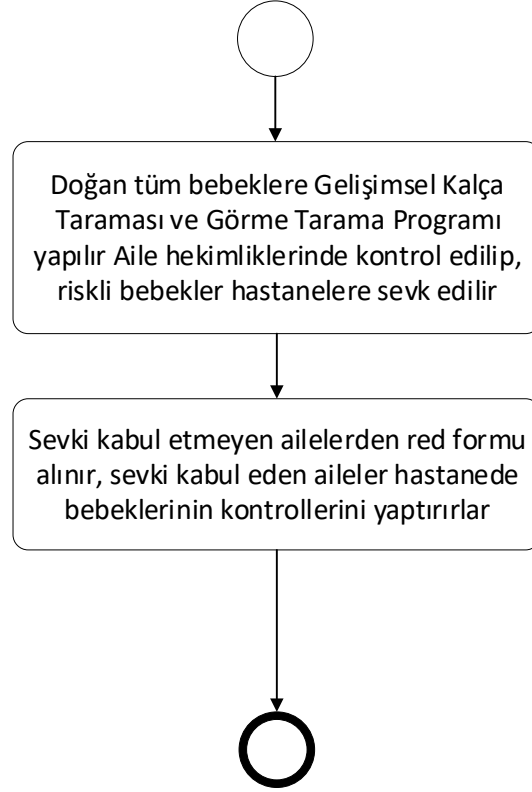 Doğan tüm bebeklere Gelişimsel Kalça
Taraması ve Görme Tarama Programı
yapılır Aile hekimliklerinde kontrol edilip,
riskli bebekler hastanelere sevk edilir
Sevki kabul etmeyen ailelerden red formu
alınır, sevki kabul eden aileler hastanede
bebeklerinin kontrollerini yaptırırlar